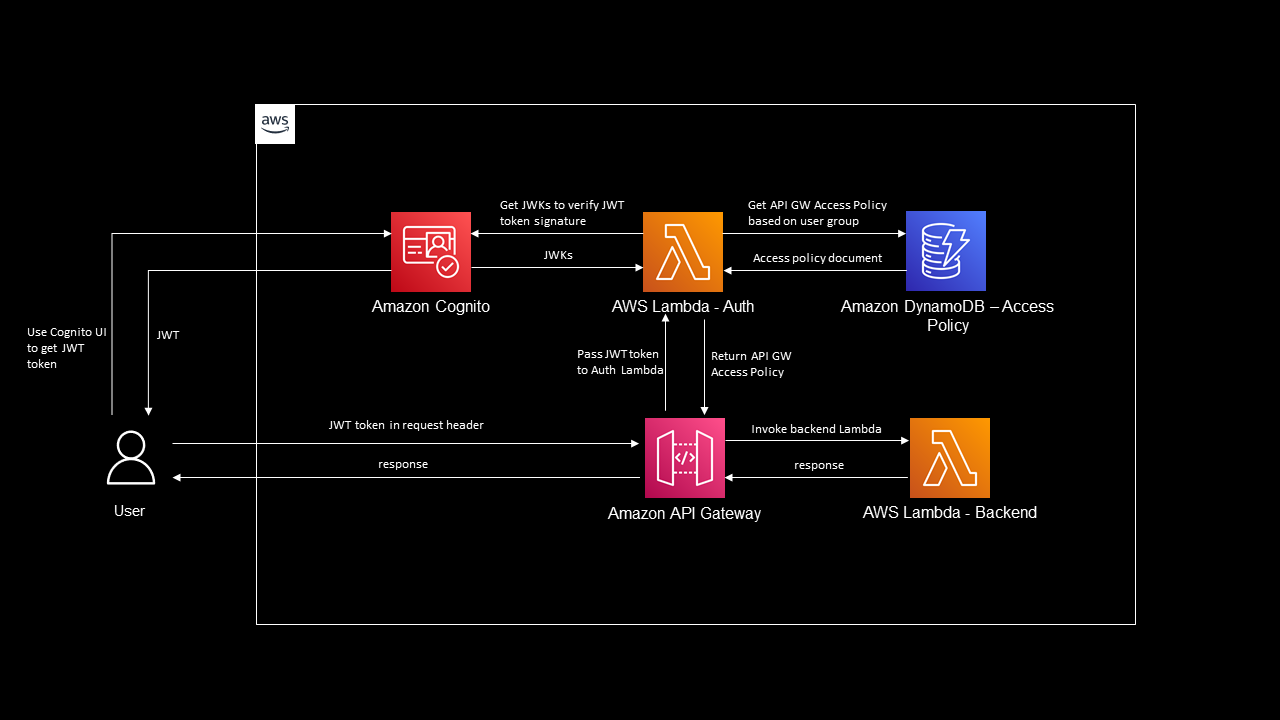 aws
Get JWKs to verify JWT
token signature
Get API GW Access Policy
based on user group
JWKs
Access policy document
Amazon Cognito
AWS Lambda - Auth
Amazon DynamoDB – Access
Policy
Use Cognito UI
to get JWT
token
JWT
Pass JWT token
to Auth Lambda
Return API GW
Access Policy
JWT token in request header
Invoke backend Lambda
response
response
User
Amazon API Gateway
AWS Lambda - Backend